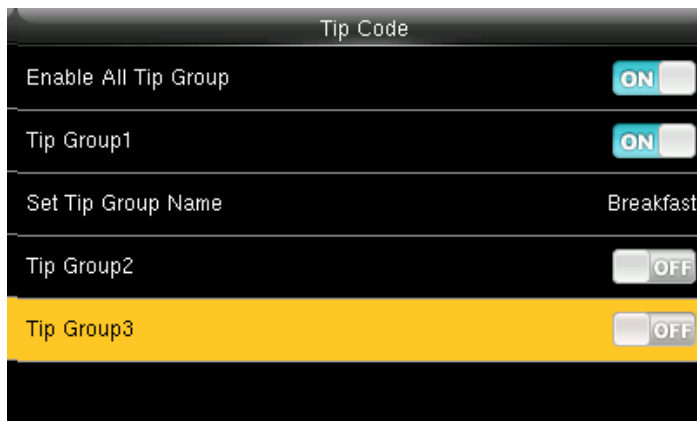 Tip Code
Enable All Tip Group ON
Tip Group1 ON
Set Tip Group Name Breakfast
Tip Group2 OFF
Tip Group3 OFF